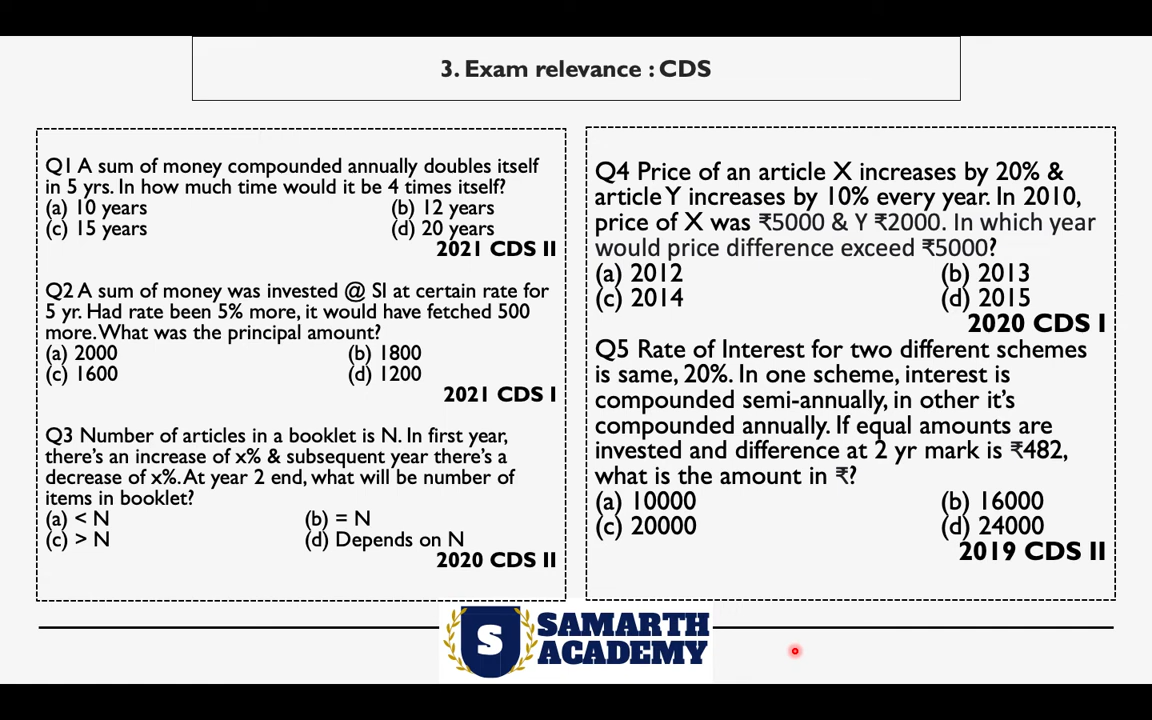 3. Exam relevance : CDS
Q1 A sum of money compounded annually doubles itself
in 5 yrs. In how much time would it be 4 times itself?
(a) 10 years (b) 12 years
(c) 15 years (d) 20 years
2021 CDS II
Q2 A sum of money was invested @ SI at certain rate for
5 yr. Had rate been 5% more, it would have fetched 500
more. What was the principal amount?
(a) 2000 (b) 1800
(c) 1600 (d) 1200
2021 CDS I
Q3 Number of articles in a booklet is N. In first year,
there's an increase of x% & subsequent year there's a
decrease of x%. At year 2 end, what will be number of
items in booklet?
(a) < N (b) = N
(c) > N (d) Depends on N
2020 CDS II
Q4 Price of an article X increases by 20% &
article Y increases by 10% every year. In 2010,
price of X was ₹5000 & Y ₹2000. In which year
would price difference exceed ₹5000?
(a) 2012 (b) 2013
(c) 2014 (d) 2015
2020 CDS I
Q5 Rate of Interest for two different schemes
is same, 20%. In one scheme, interest is
compounded semi-annually, in other it's
compounded annually. If equal amounts are
invested and difference at 2 yr mark is ₹482,
what is the amount in ₹?
(a) 10000 (b) 16000
(c) 20000 (d) 24000
2019 CDS II
S
SAMARTH
ACADEMY